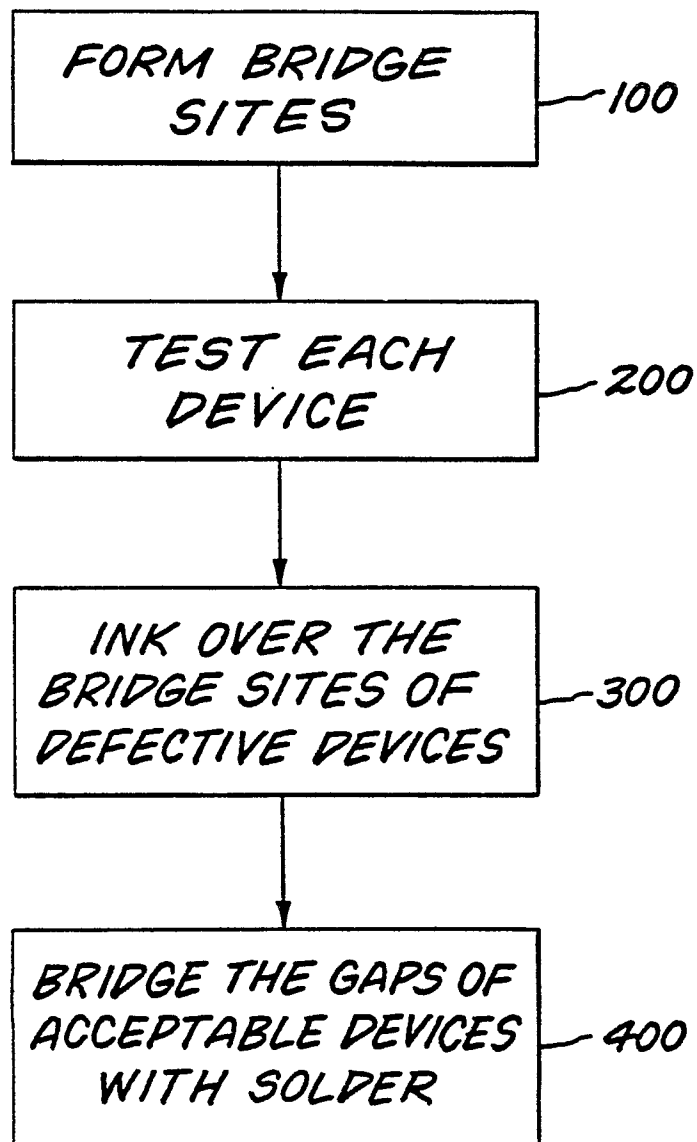 FORM BRIDGE
SITES
100
TEST EACH
DEVICE
200
INK OVER THE
BRIDGE SITES OF
DEFECTIVE DEVICES
300
BRIDGE THE GAPS OF
ACCEPTABLE DEVICES
WITH SOLDER
400